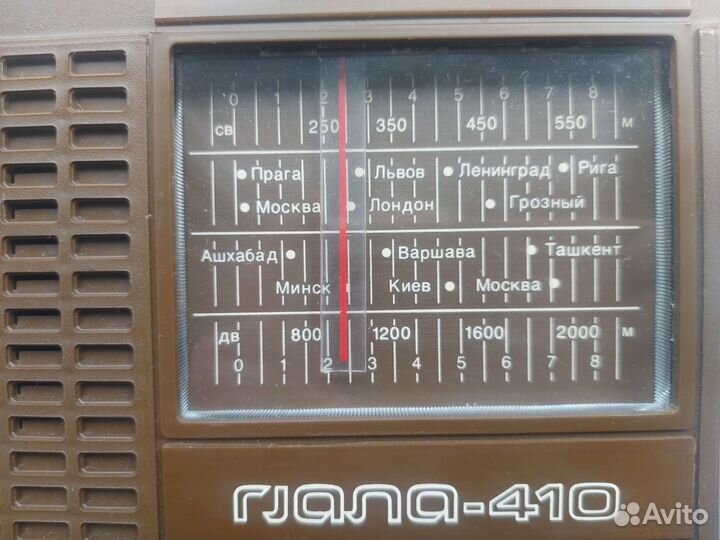 0 1 2 3 4 5 6 7 8
СВ 250 350 450 550 М
Прага Львов Ленинград Рига
Москва Лондон Грозный
Ашхабад Варшава Ташкент
Минск Киев Москва
ДВ 800 1200 1600 2000 М
0 1 2 3 4 5 6 7 8
гиала-410
Avito